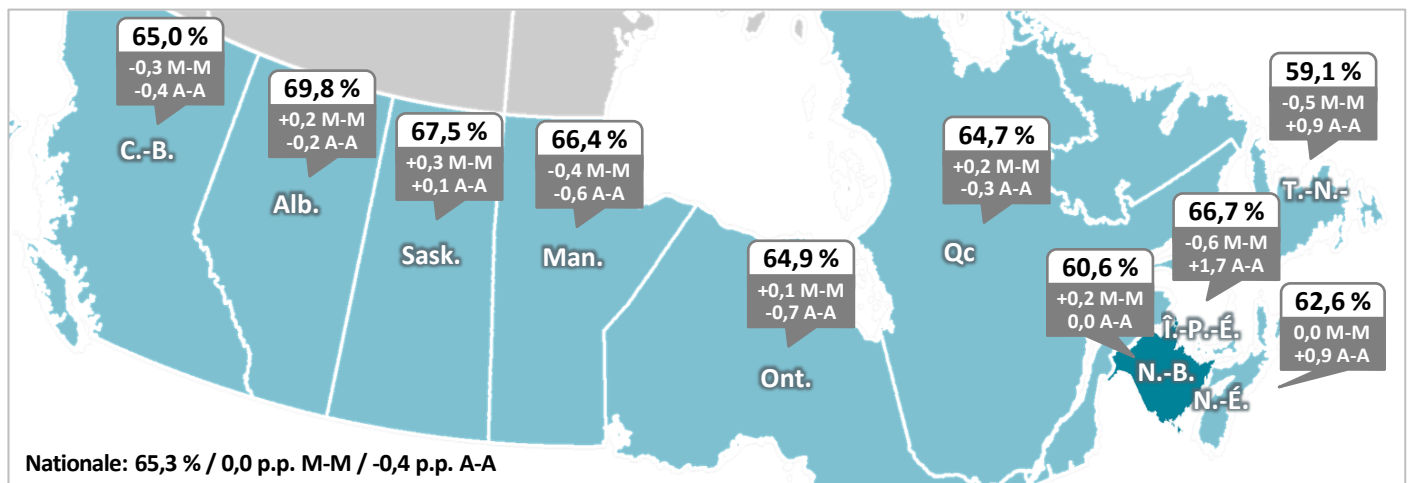 65,0 %
-0,3 M-M
-0,4 A-A
C.-B.
69,8 %
+0,2 M-M
-0,2 A-A
Alb.
67,5 %
+0,3 M-M
+0,1 A-A
Sask.
66,4 %
-0,4 M-M
-0,6 A-A
Man.
64,9 %
+0,1 M-M
-0,7 A-A
Ont.
64,7 %
+0,2 M-M
-0,3 A-A
Qc
60,6 %
+0,2 M-M
0,0 A-A
N.-B.
66,7 %
-0,6 M-M
+1,7 A-A
Î.-P.-É.
59,1 %
-0,5 M-M
+0,9 A-A
T.-N.-
62,6 %
0,0 M-M
+0,9 A-A
N.-É.
Nationale: 65,3 % / 0,0 p.p. M-M / -0,4 p.p. A-A